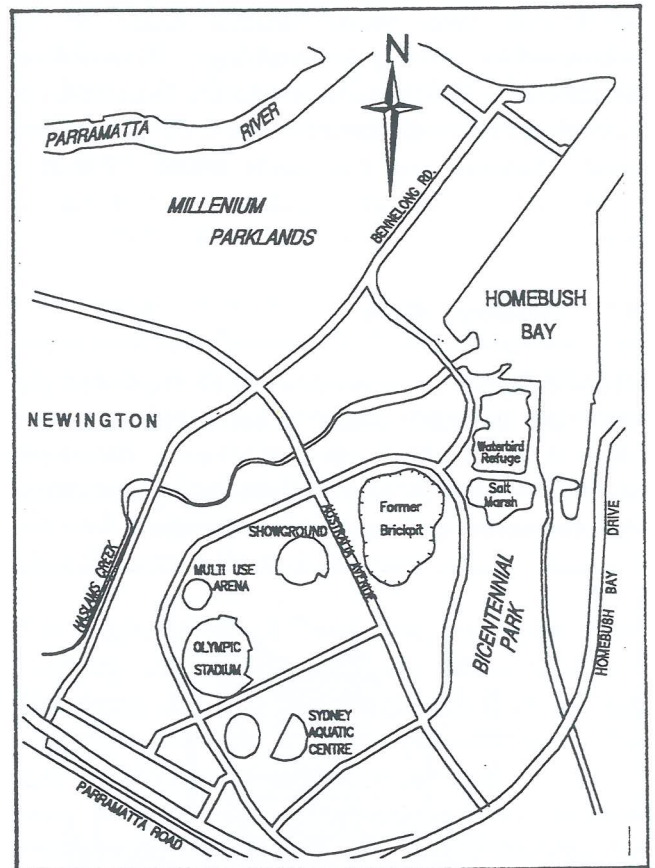 N
PARRAMATTA
RIVER
MILLENIUM
PARKLANDS
BENNELONG RD.
HOMEBUSH
BAY
NEWINGTON
Waterbird
Refuge
Salt
Marsh
Former
Brickpit
SHOWGROUND
AUSTRALIA AVENUE
MULTI USE
ARENA
HASLAMS CREEK
OLYMPIC
STADIUM
BICENTENNIAL
PARK
HOMEBUSH BAY DRIVE
SYDNEY
AQUATIC
CENTRE
PARRAMATTA ROAD